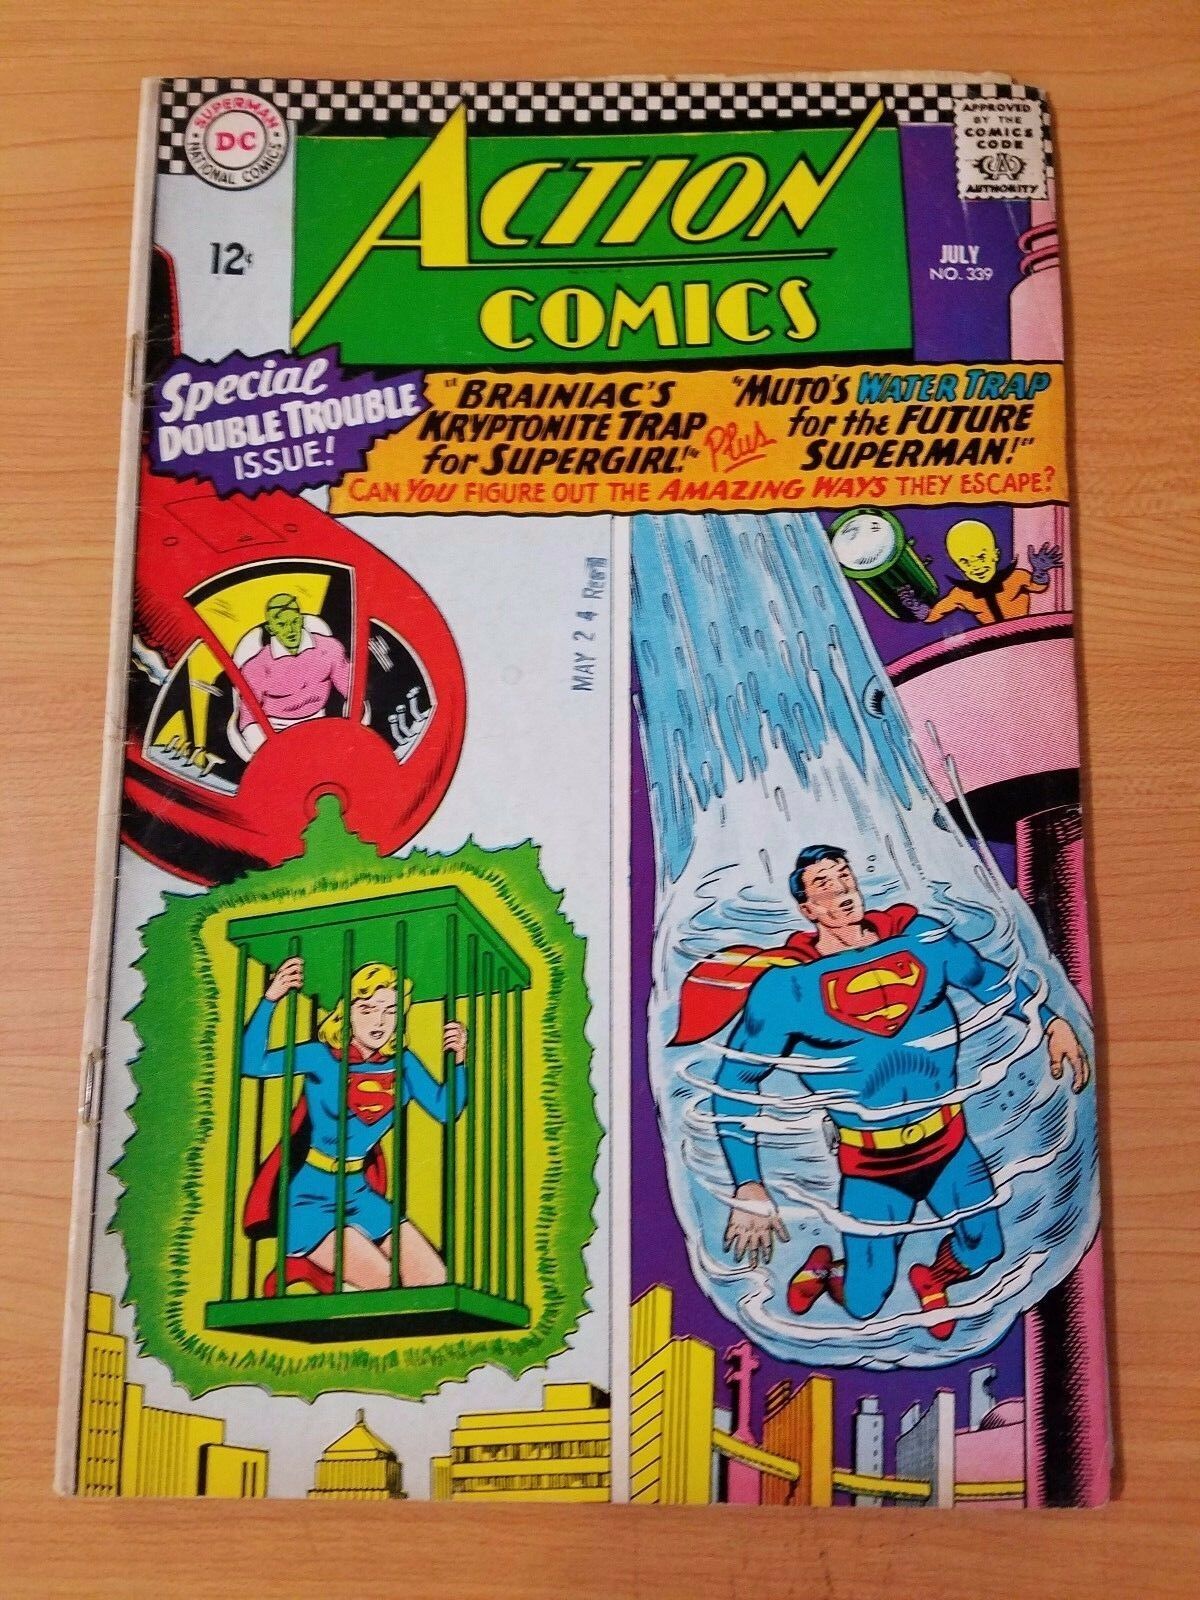 SUPERMAN
DC
NATIONAL COMICS
ACTION
COMICS
APPROVED
BY THE
COMICS
CODE
CA
AUTHORITY
12¢
JULY
NO. 339
Special
DOUBLE TROUBLE
ISSUE!
"BRAINIAC'S
KRYPTONITE TRAP
for SUPERGIRL!"
Plus
"MUTO'S WATER TRAP
for the FUTURE
SUPERMAN!"
CAN YOU FIGURE OUT THE AMAZING WAYS THEY ESCAPE?
MAY 24
S
S